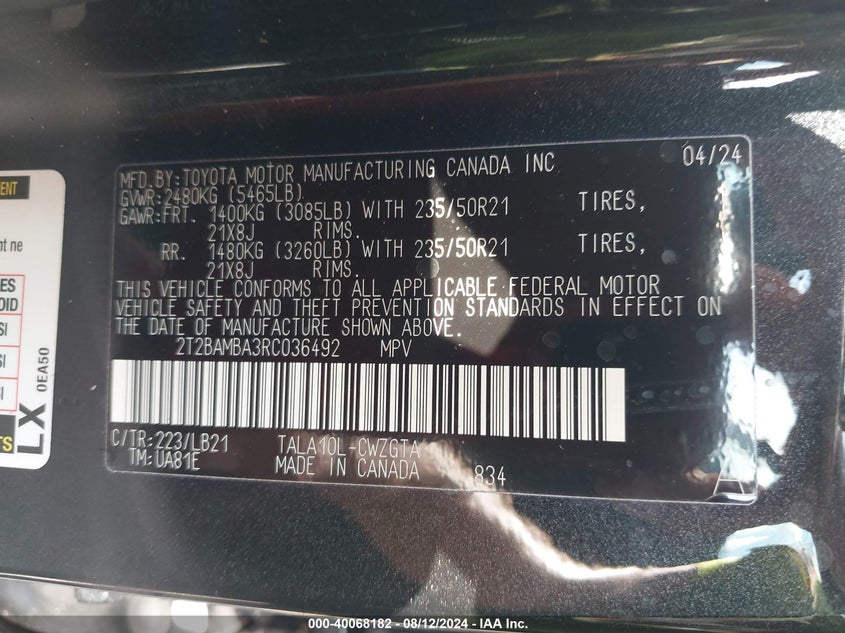 MFD.BY:TOYOTA MOTOR MANUFACTURING CANADA INC 04/24
GVWR:2480KG (5465LB)
GAWR:FRT. 1400KG (3085LB) WITH 235/50R21 TIRES,
21X8J RIMS.
RR. 1480KG (3260LB) WITH 235/50R21 TIRES,
21X8J RIMS.
THIS VEHICLE CONFORMS TO ALL APPLICABLE FEDERAL MOTOR
VEHICLE SAFETY AND THEFT PREVENTION STANDARDS IN EFFECT ON
THE DATE OF MANUFACTURE SHOWN ABOVE.
2T2BAMBA3RC036492 MPV
C/TR:223/LB21 TALA10L-CWZGTA
TM:UA81E MADE IN CANADA 834
LX
0EA50
000-40068182 - 08/12/2024 - IAA Inc.